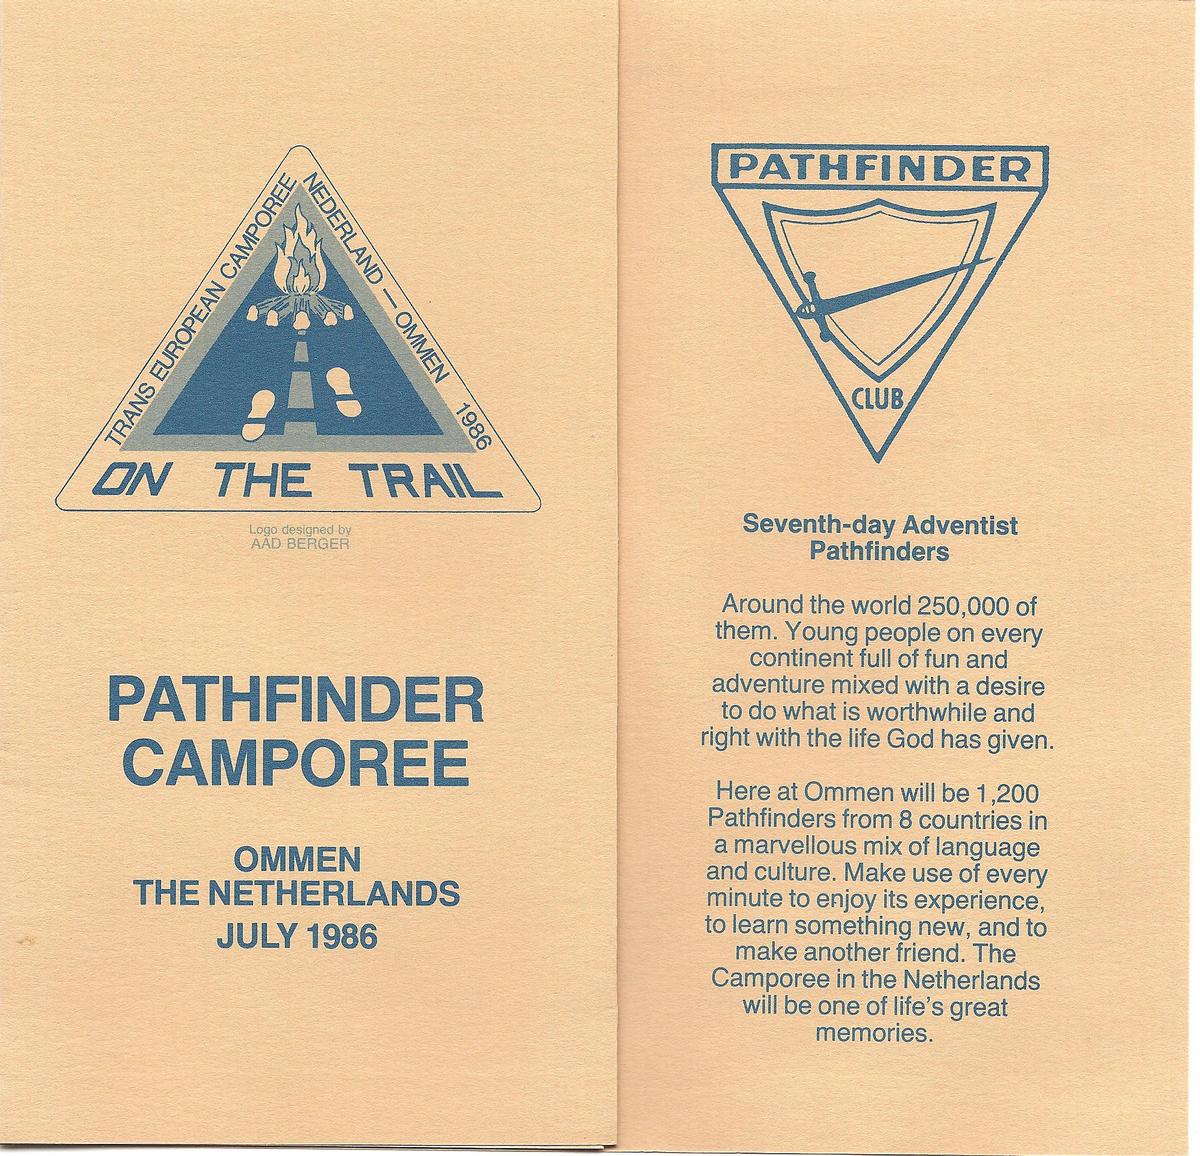 TRANS EUROPEAN CAMPOREE
NEDERLAND — OMMEN 1986
ON THE TRAIL
Logo designed by
AAD BERGER
PATHFINDER
CAMPOREE
OMMEN
THE NETHERLANDS
JULY 1986
PATHFINDER
CLUB
Seventh-day Adventist
Pathfinders
Around the world 250,000 of
them. Young people on every
continent full of fun and
adventure mixed with a desire
to do what is worthwhile and
right with the life God has given.
Here at Ommen will be 1,200
Pathfinders from 8 countries in
a marvellous mix of language
and culture. Make use of every
minute to enjoy its experience,
to learn something new, and to
make another friend. The
Camporee in the Netherlands
will be one of life's great
memories.